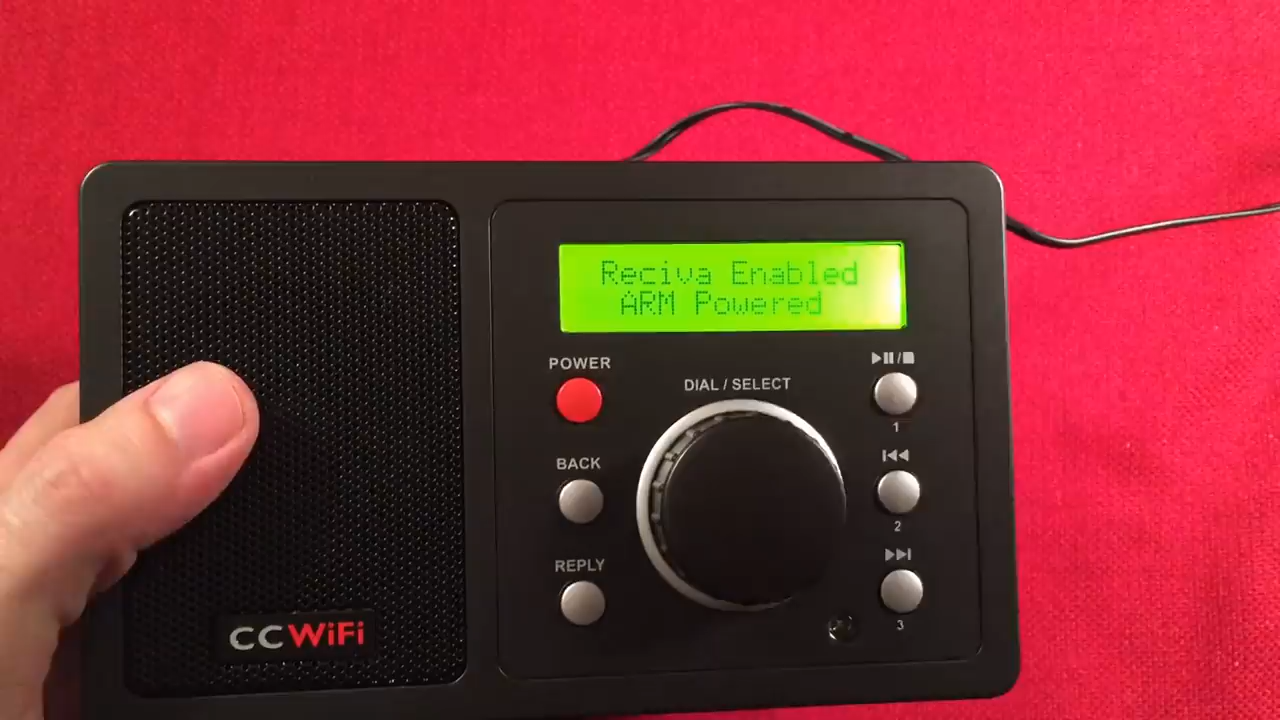 Reciva Enabled
ARM Powered
POWER
DIAL / SELECT
1
BACK
2
REPLY
3
CCWiFi